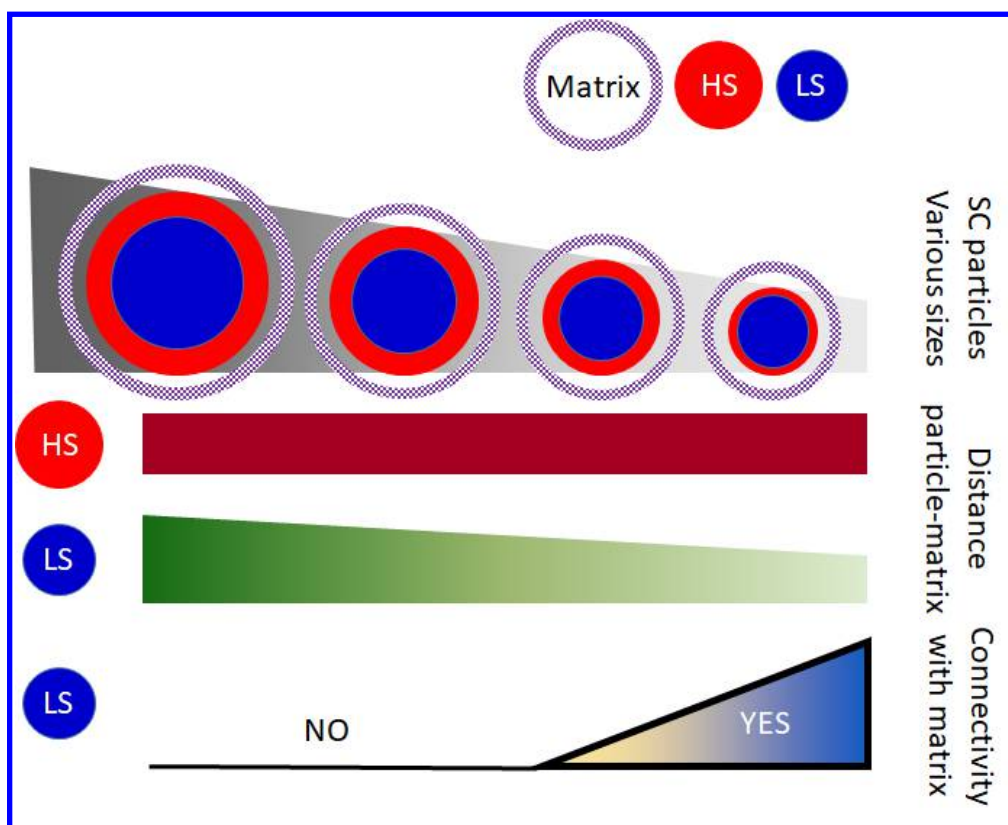 Matrix
HS
LS
SC particles
Various sizes
HS
Distance
particle-matrix
LS
LS
NO
YES
Connectivity
with matrix